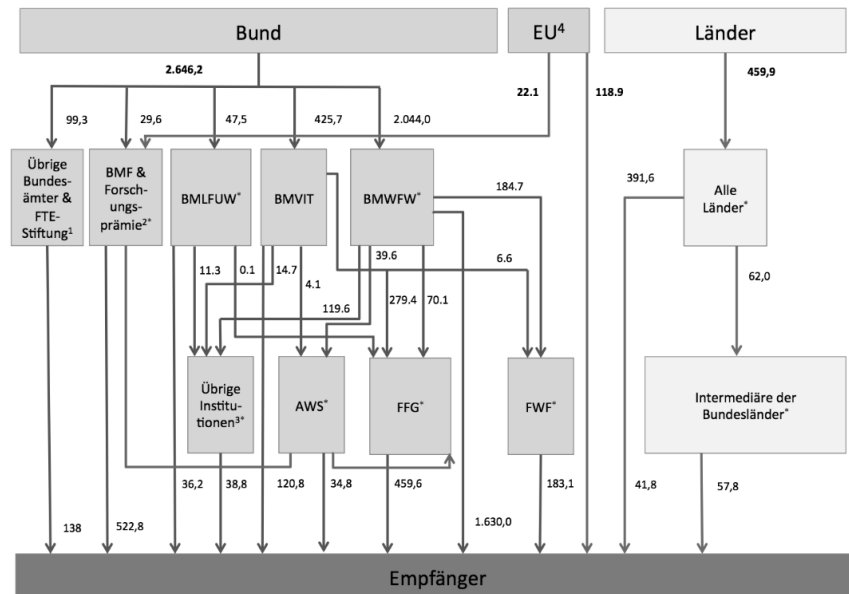 Bund
EU4
Länder
2.646,2
22.1
118.9
459,9
99,3
29,6
47,5
425,7
2.044,0
Übrige
Bundes-
ämter &
FTE-
Stiftung1
BMF &
Forsch-
ungs-
prämie2*
BMLFUW*
BMVIT
BMWFW*
184.7
391,6
Alle
Länder*
11.3
0.1
14.7
4.1
39.6
6.6
119.6
279.4
70.1
62,0
Übrige
Institu-
tionen3*
AWS*
FFG*
FWF*
Intermediäre der
Bundesländer*
36,2
38,8
120,8
34,8
459,6
183,1
41,8
57,8
138
522,8
1.630,0
Empfänger